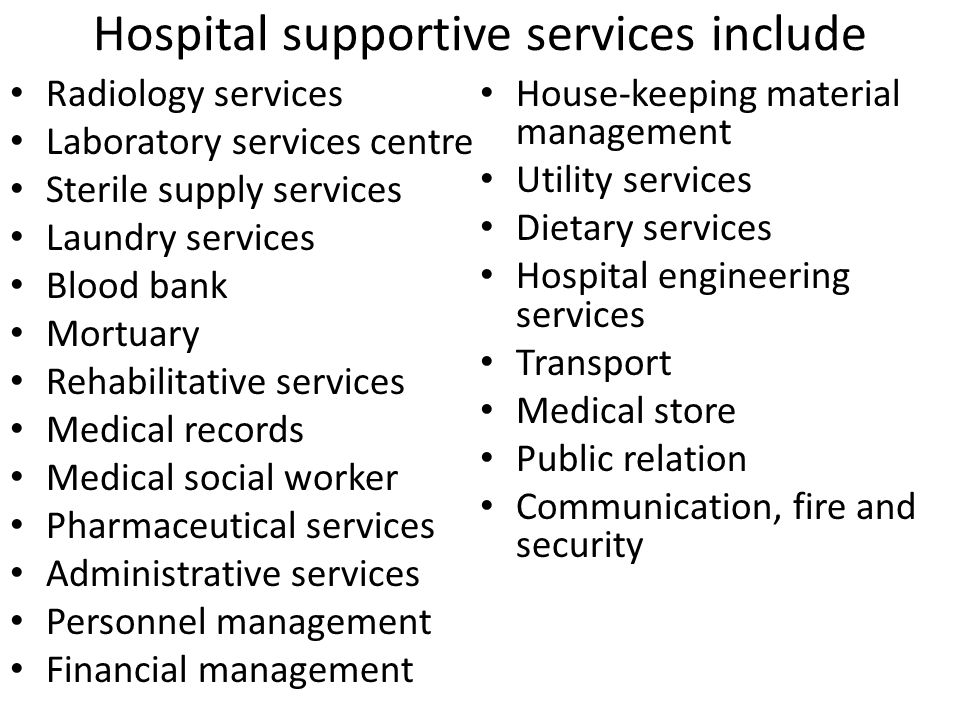 Hospital supportive services include
• Radiology services
• Laboratory services centre
• Sterile supply services
• Laundry services
• Blood bank
• Mortuary
• Rehabilitative services
• Medical records
• Medical social worker
• Pharmaceutical services
• Administrative services
• Personnel management
• Financial management
• House-keeping material
management
• Utility services
• Dietary services
• Hospital engineering
services
• Transport
• Medical store
• Public relation
• Communication, fire and
security